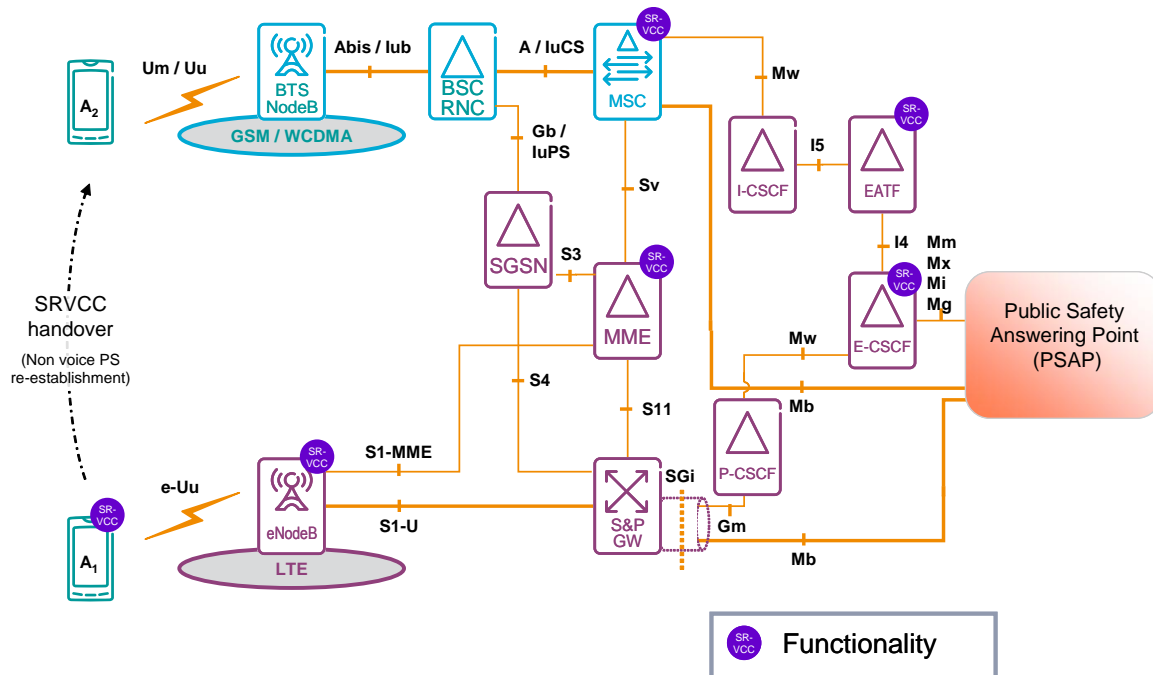 SR-
VCC
Abis / Iub
A / IuCS
Um / Uu
Mw
A2
BTS
NodeB
BSC
RNC
MSC
GSM / WCDMA
Gb /
IuPS
SR-
VCC
I5
I-CSCF
EATF
Sv
S3
SGSN
SR-
VCC
MME
I4
Mm
Mx
Mi
Mg
SR-
VCC
E-CSCF
Public Safety
Answering Point
(PSAP)
SRVCC
handover
(Non voice PS
re-establishment)
Mw
S4
Mb
S11
SR-
VCC
S1-MME
P-CSCF
SGi
e-Uu
eNodeB
S1-U
S&P
GW
Gm
SR-
VCC
A1
LTE
Mb
SR-
VCC
Functionality